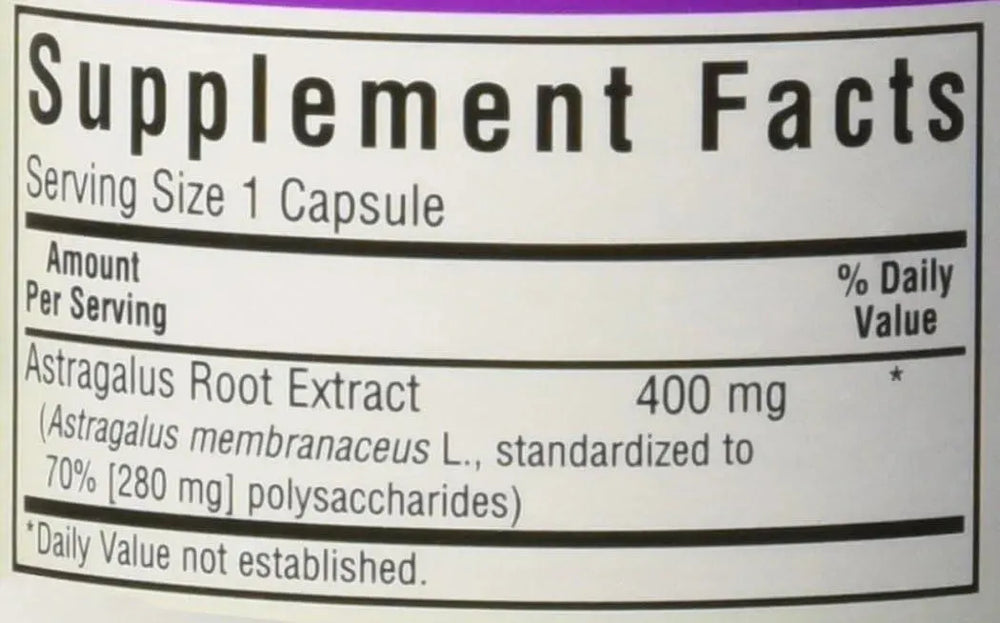 Supplement Facts
Serving Size 1 Capsule
Amount
Per Serving
% Daily
Value
Astragalus Root Extract 400 mg *
(Astragalus membranaceus L., standardized to
70% [280 mg] polysaccharides)
*Daily Value not established.